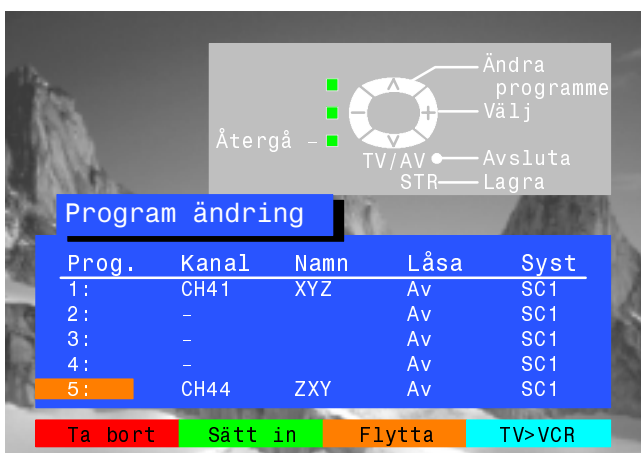 Ändra
programme
Välj
Återgå –
TV/AV Avsluta
STR Lagra
Program ändring
Prog. Kanal Namn Låsa Syst
1: CH41 XYZ Av SC1
2: – Av SC1
3: – Av SC1
4: – Av SC1
5: CH44 ZXY Av SC1
Ta bort Sätt in Flytta TV>VCR